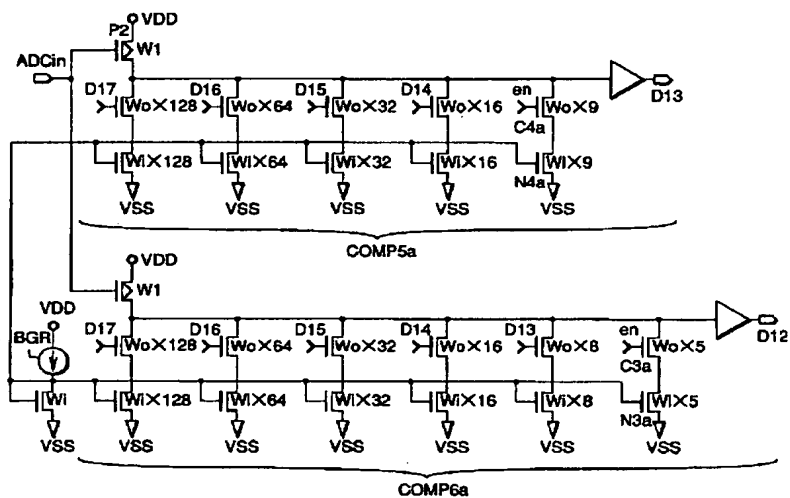 VDD
P2
W1
ADCin
D17 D16 D15 D14 en D13
Wo×128 Wo×64 Wo×32 Wo×16 Wo×9
C4a
Wi×128 Wi×64 Wi×32 Wi×16 Wi×9
N4a
VSS VSS VSS VSS VSS
COMP5a
VDD
W1
VDD
BGR
D17 D16 D15 D14 D13 en D12
Wo×128 Wo×64 Wo×32 Wo×16 Wo×8 Wo×5
C3a
Wi Wi×128 Wi×64 Wi×32 Wi×16 Wi×8 Wi×5
N3a
VSS VSS VSS VSS VSS VSS VSS
COMP6a